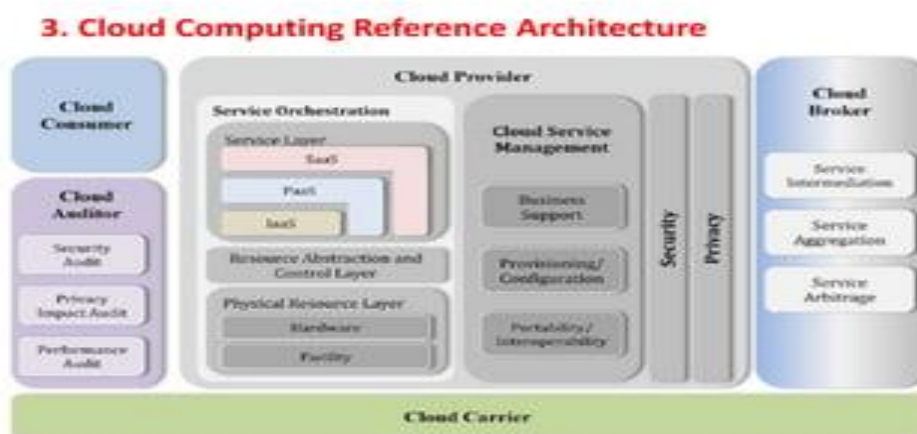 3. Cloud Computing Reference Architecture
Cloud
Consumer
Cloud
Auditor
Security
Audit
Privacy
Impact Audit
Performance
Audit
Cloud Provider
Service Orchestration
Service Layer
SaaS
PaaS
IaaS
Resource Abstraction and
Control Layer
Physical Resource Layer
Hardware
Facility
Cloud Service
Management
Business
Support
Provisioning/
Configuration
Portability/
Interoperability
Security
Privacy
Cloud
Broker
Service
Intermediation
Service
Aggregation
Service
Arbitrage
Cloud Carrier